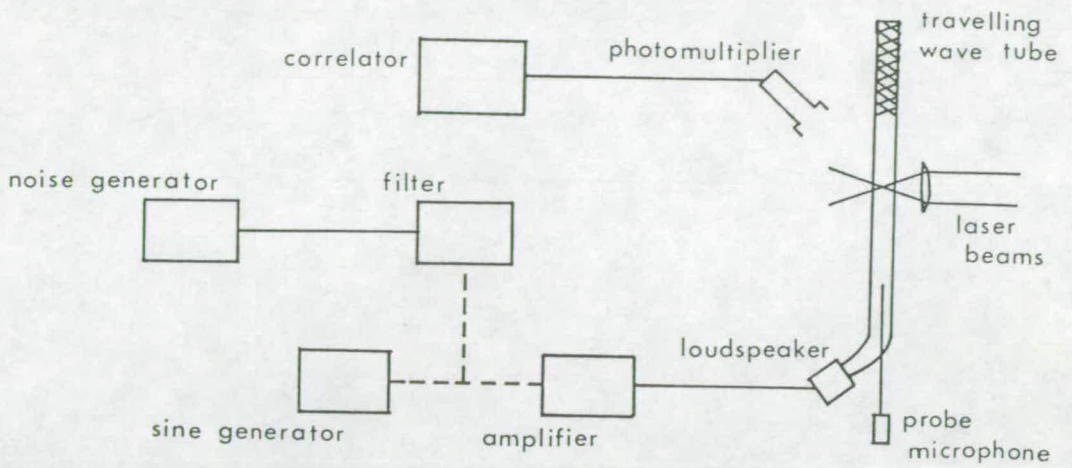 travelling
wave tube
photomultiplier
correlator
noise generator
filter
laser
beams
loudspeaker
sine generator
amplifier
probe
microphone